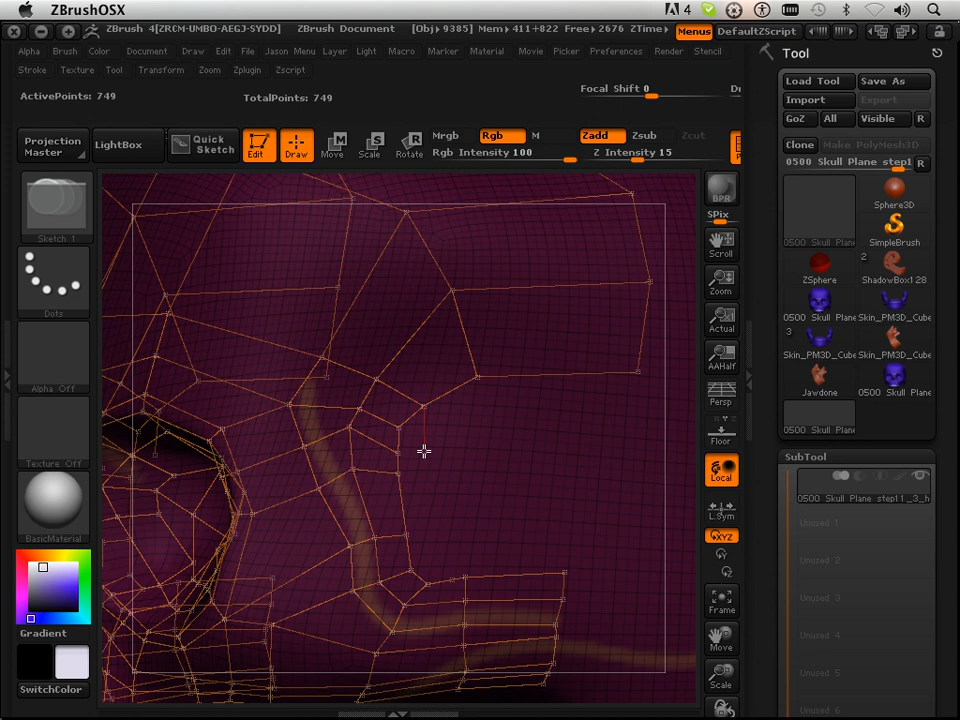 ZBrushOSX
4
ZBrush 4[ZRCM-UMBO-AEGJ-SYDD] ZBrush Document [Obj▸9385] Mem▸411+822 Free▸2676 ZTime▸ Menus DefaultZScript
Alpha Brush Color Document Draw Edit File Jason Menu Layer Light Macro Marker Material Movie Picker Preferences Render Stencil
Stroke Texture Tool Transform Zoom Zplugin Zscript
ActivePoints: 749 TotalPoints: 749 Focal Shift 0
Projection Master LightBox Quick Sketch Edit Draw Move Scale Rotate
Mrgb Rgb M Zadd Zsub Zcut
Rgb Intensity 100 Z Intensity 15
Sketch 1
Dots
Alpha Off
Texture Off
BasicMaterial
Gradient
SwitchColor
BPR
SPix
Scroll
Zoom
Actual
AAHalf
Persp
Floor
Local
L.Sym
XYZ
Y
Z
Frame
Move
Scale
Tool
Load Tool Save As
Import Export
GoZ All Visible R
Clone Make PolyMesh3D
0500 Skull Plane step1 R
0500 Skull Plane
Sphere3D
SimpleBrush
ZSphere
2
ShadowBox128
0500 Skull Plane
Skin_PM3D_Cube
3
Skin_PM3D_Cube
Skin_PM3D_Cube
Jawdone
0500 Skull Plane
0500 Skull Plane
SubTool
0500 Skull Plane step11_3_h
Unused 1
Unused 2
Unused 3
Unused 4
Unused 5
Unused 6